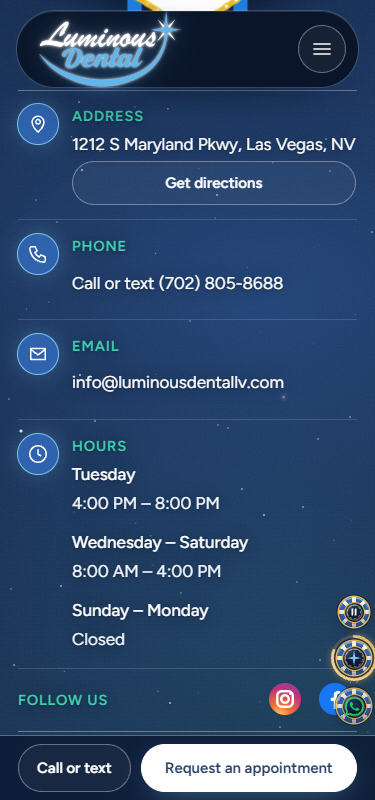 Luminous
Dental
ADDRESS
1212 S Maryland Pkwy, Las Vegas, NV
Get directions
PHONE
Call or text (702) 805-8688
EMAIL
info@luminousdentallv.com
HOURS
Tuesday
4:00 PM – 8:00 PM
Wednesday – Saturday
8:00 AM – 4:00 PM
Sunday – Monday
Closed
FOLLOW US
Call or text
Request an appointment